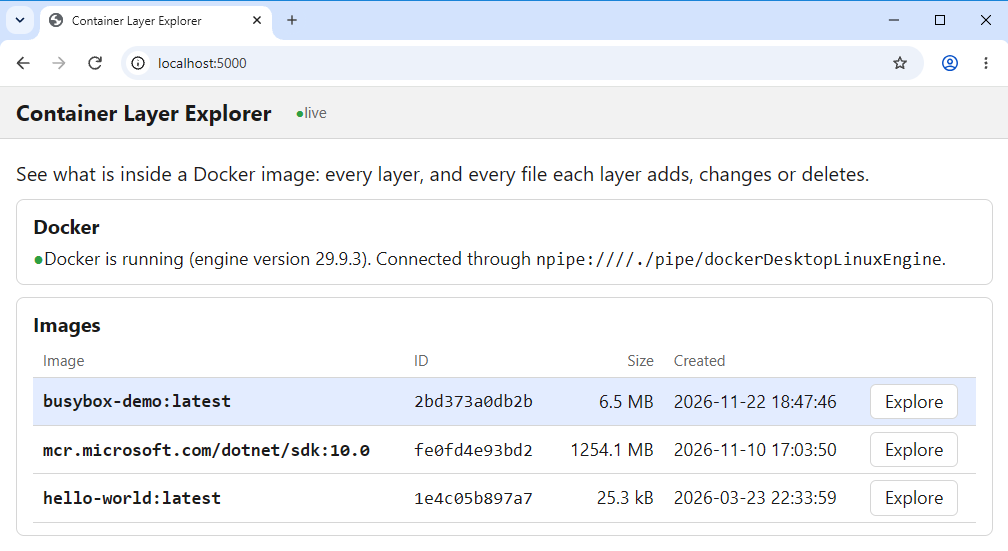 Container Layer Explorer
localhost:5000
Container Layer Explorer ●live
See what is inside a Docker image: every layer, and every file each layer adds, changes or deletes.
Docker
●Docker is running (engine version 29.9.3). Connected through npipe:////./pipe/dockerDesktopLinuxEngine.
Images
Image ID Size Created
busybox-demo:latest 2bd373a0db2b 6.5 MB 2026-11-22 18:47:46 Explore
mcr.microsoft.com/dotnet/sdk:10.0 fe0fd4e93bd2 1254.1 MB 2026-11-10 17:03:50 Explore
hello-world:latest 1e4c05b897a7 25.3 kB 2026-03-23 22:33:59 Explore